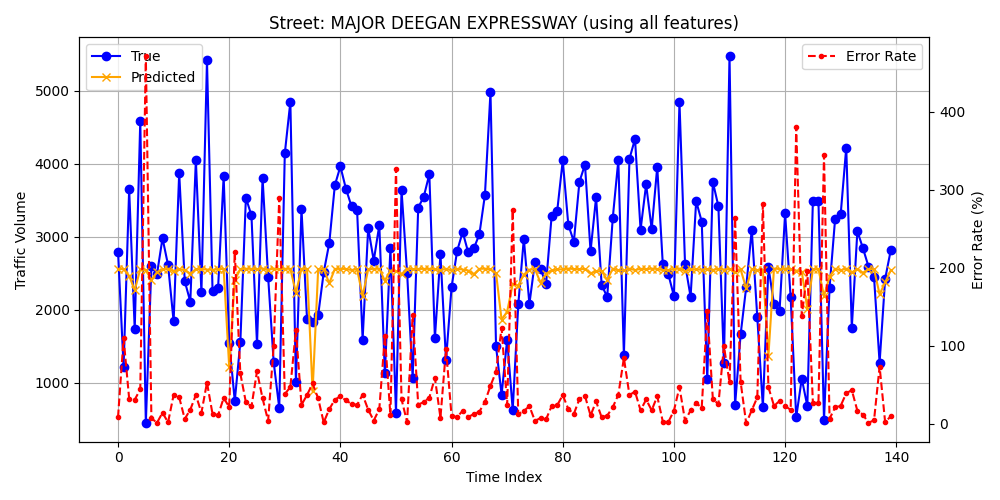 Street: MAJOR DEEGAN EXPRESSWAY (using all features)
True
Predicted
Error Rate
5000
4000
3000
2000
1000
Traffic Volume
400
300
200
100
0
Error Rate (%)
0 20 40 60 80 100 120 140
Time Index